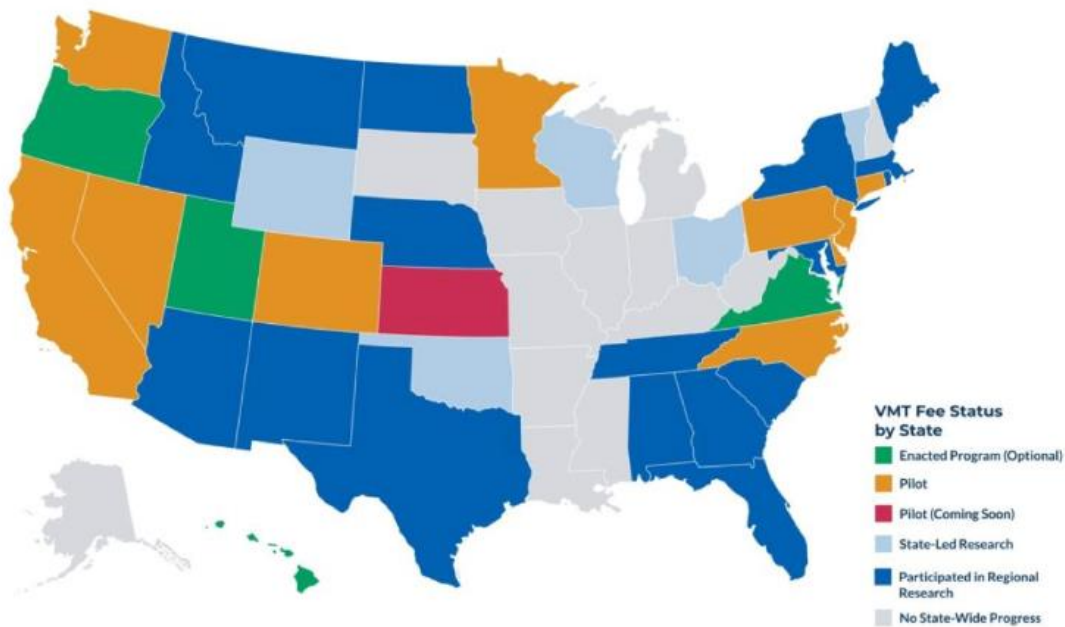 VMT Fee Status
by State
Enacted Program (Optional)
Pilot
Pilot (Coming Soon)
State-Led Research
Participated in Regional
Research
No State-Wide Progress